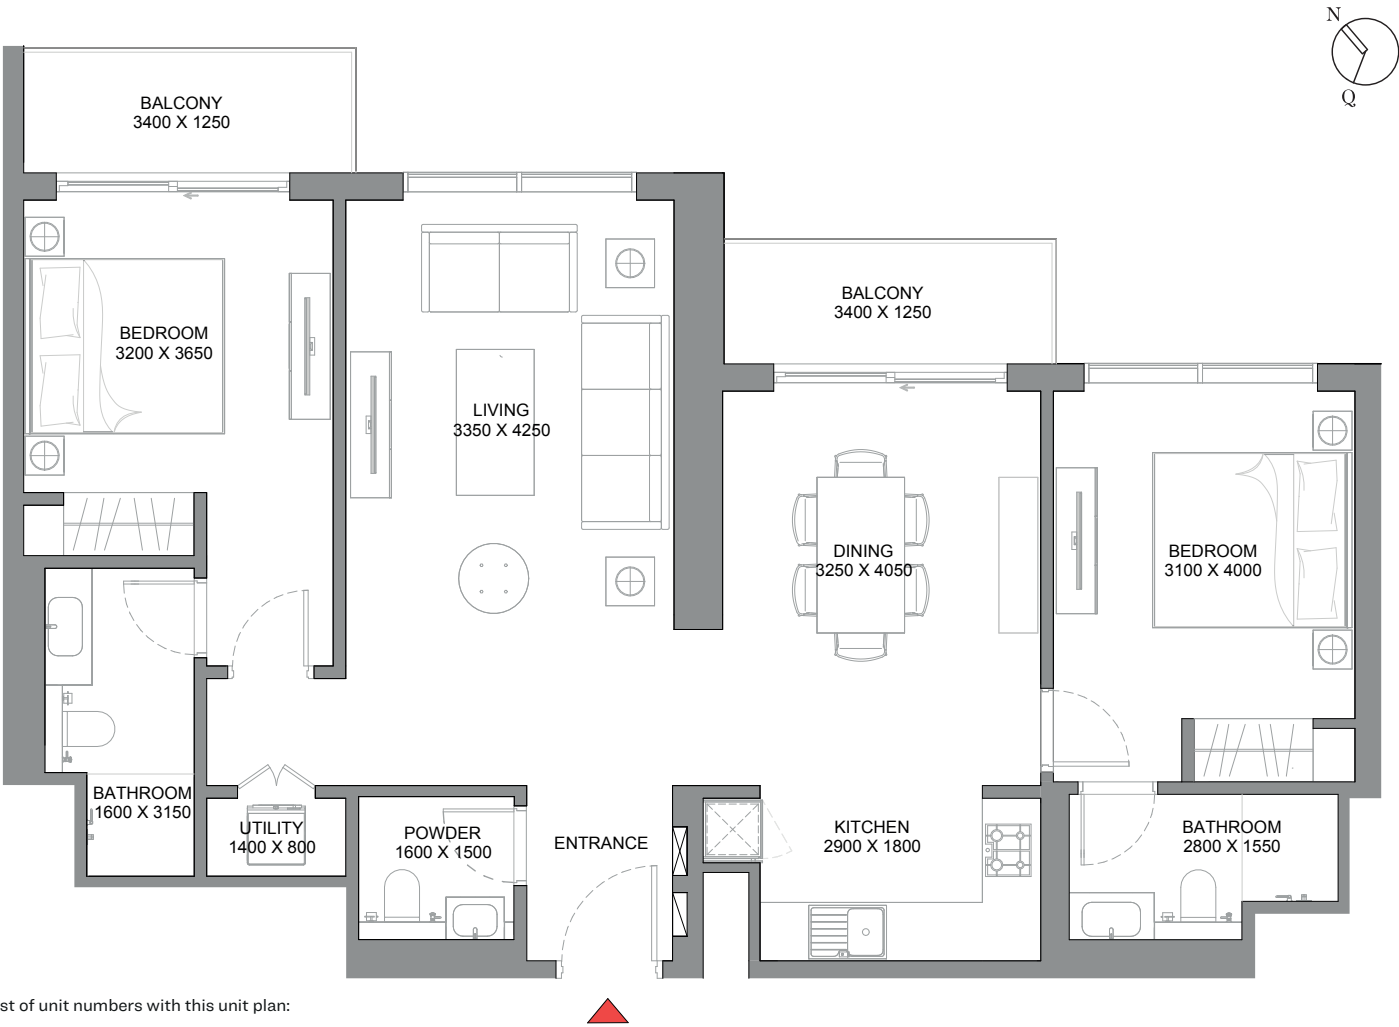 N
Q
BALCONY
3400 X 1250
BALCONY
3400 X 1250
BEDROOM
3200 X 3650
LIVING
3350 X 4250
DINING
3250 X 4050
BEDROOM
3100 X 4000
BATHROOM
1600 X 3150
UTILITY
1400 X 800
POWDER
1600 X 1500
ENTRANCE
KITCHEN
2900 X 1800
BATHROOM
2800 X 1550
st of unit numbers with this unit plan: